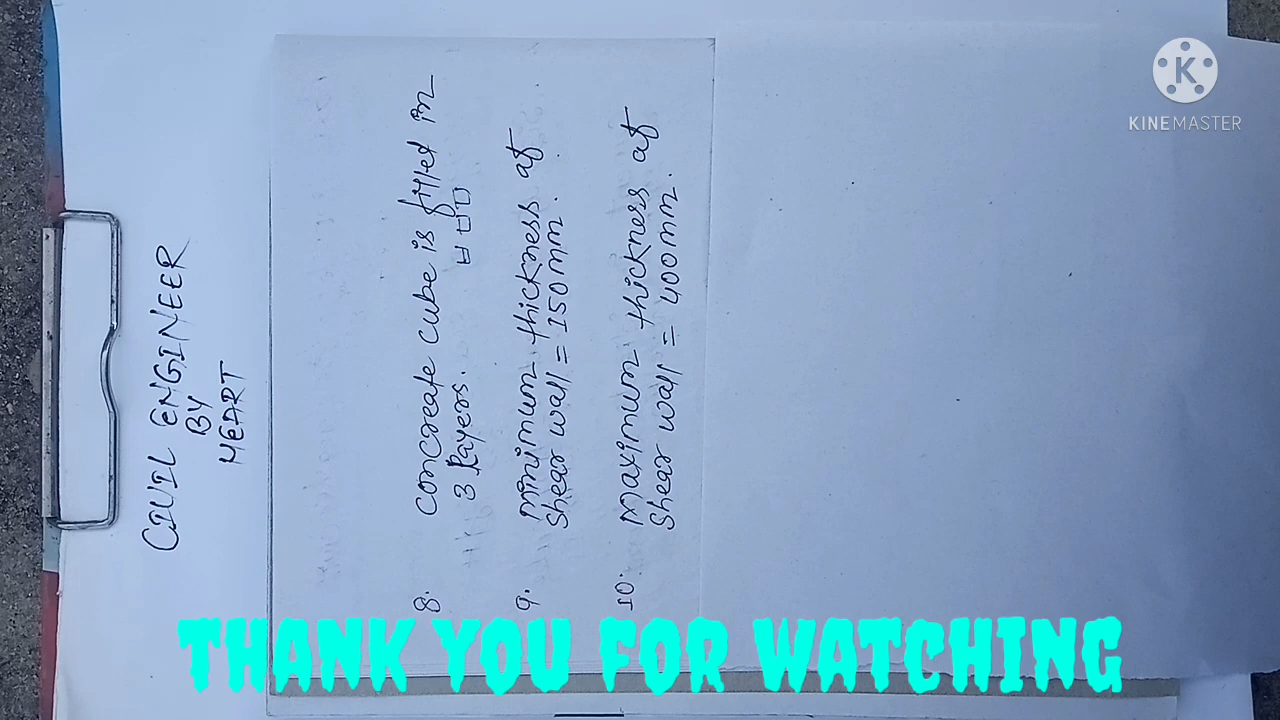 CIVIL ENGINEER
BY
HEART
8. concreate cube is filled in
3 layers.
9. minimum thickness of
shear wall = 150mm.
10. maximum thickness of
shear wall = 400mm.
THANK YOU FOR WATCHING
K
KINEMASTER